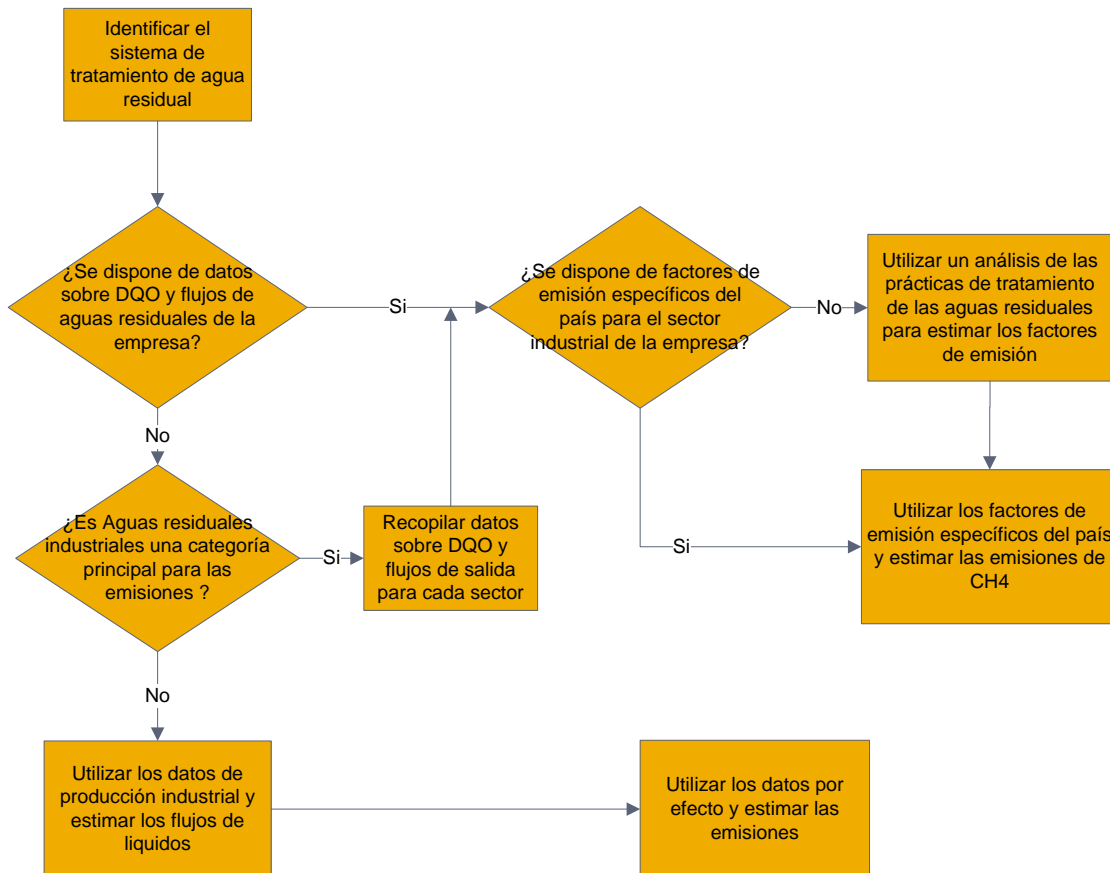 Identificar el
sistema de
tratamiento de agua
residual
¿Se dispone de datos
sobre DQO y flujos de
aguas residuales de la
empresa?
Si
¿Se dispone de factores de
emisión específicos del
país para el sector
industrial de la empresa?
No
Utilizar un análisis de las
prácticas de tratamiento
de las aguas residuales
para estimar los factores
de emisión
No
¿Es Aguas residuales
industriales una categoría
principal para las
emisiones ?
Si
Recopilar datos
sobre DQO y
flujos de salida
para cada sector
Si
Utilizar los factores de
emisión específicos del país
y estimar las emisiones de
CH4
No
Utilizar los datos de
producción industrial y
estimar los flujos de
liquidos
Utilizar los datos por
efecto y estimar las
emisiones